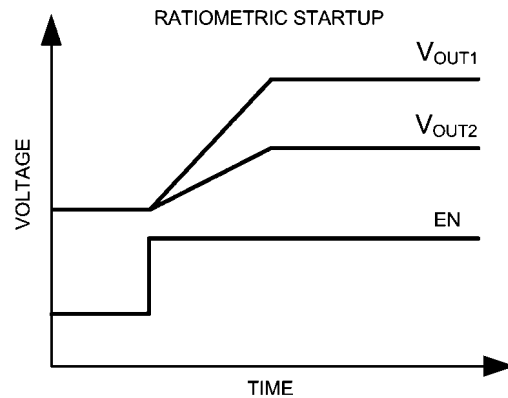 RATIOMETRIC STARTUP
VOUT1
VOUT2
VOLTAGE
EN
TIME